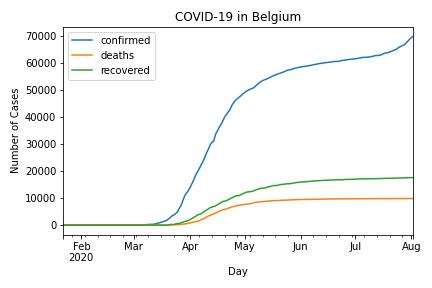 COVID-19 in Belgium
confirmed
deaths
recovered
Number of Cases
70000
60000
50000
40000
30000
20000
10000
0
Feb
2020
Mar
Apr
May
Jun
Jul
Aug
Day